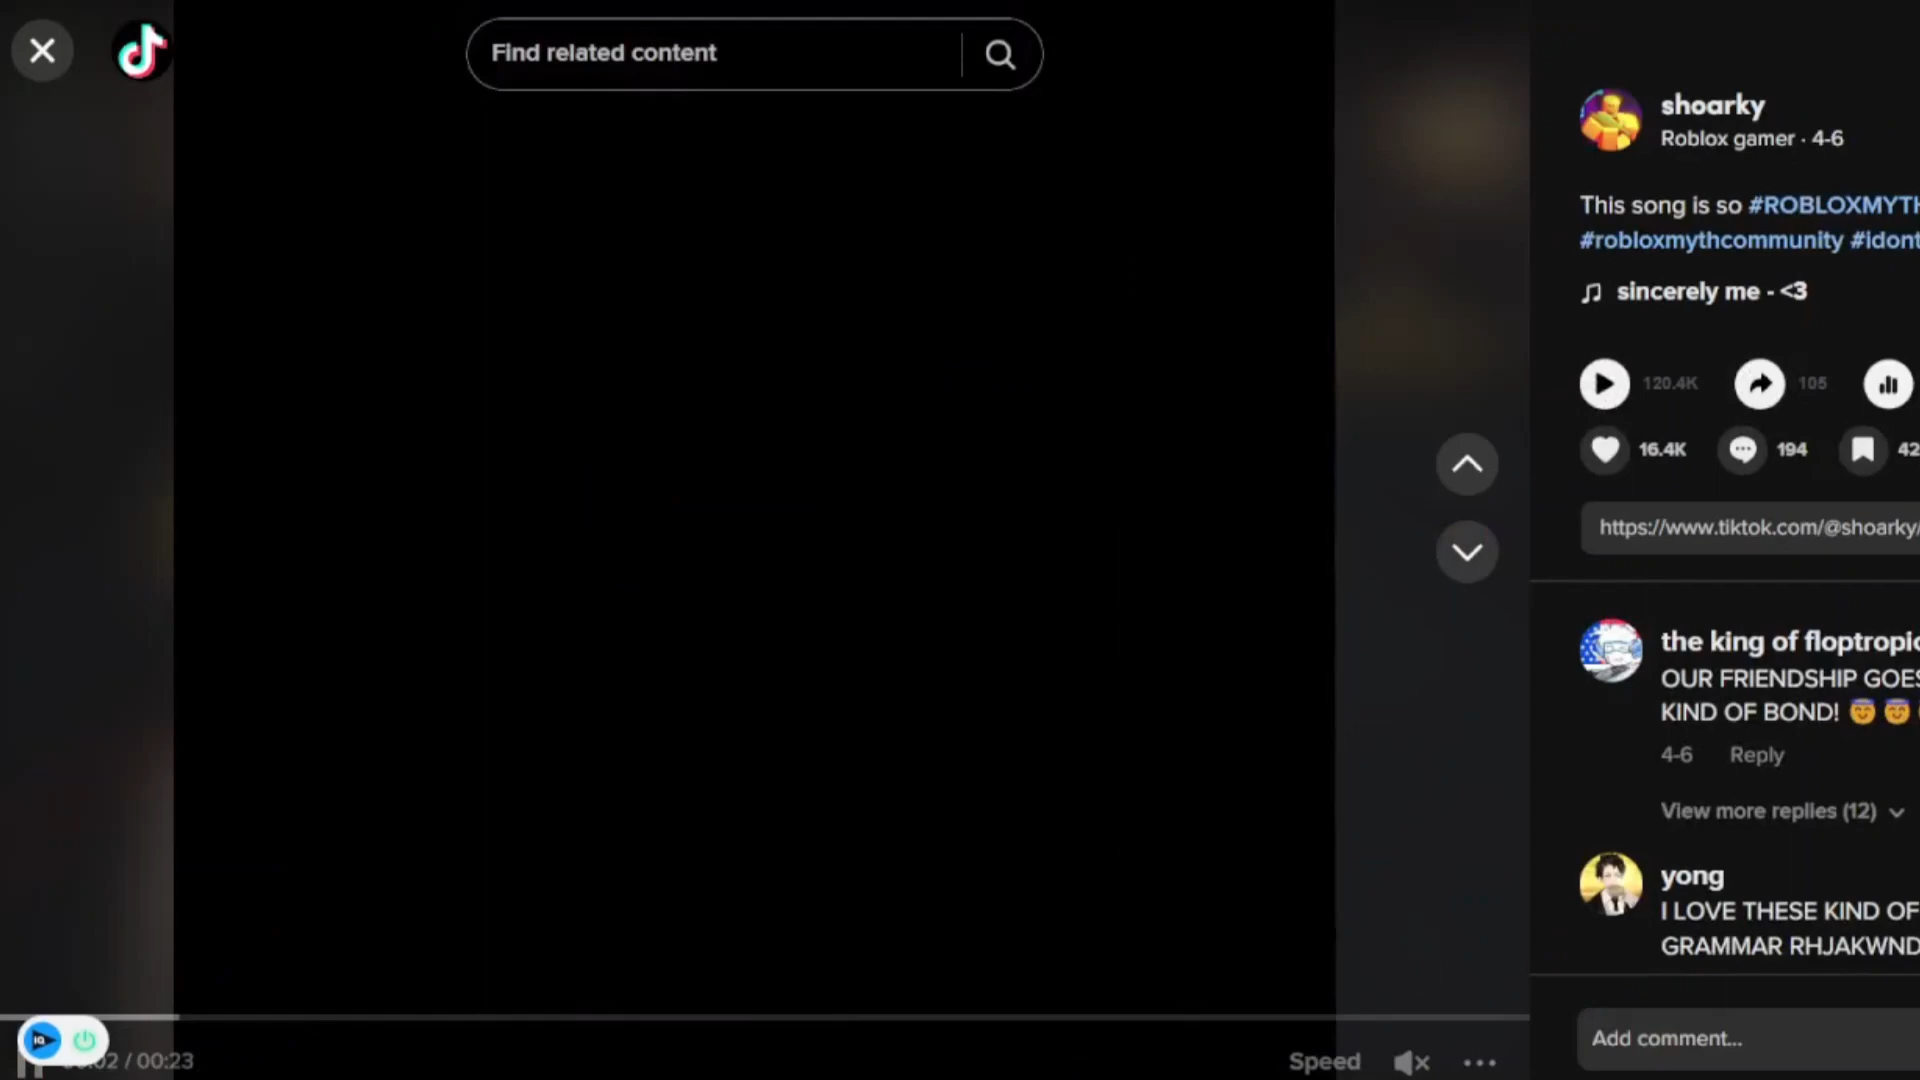 Find related content
shoarky
Roblox gamer · 4-6
This song is so #ROBLOXMYTH
#robloxmythcommunity #idont
sincerely me - <3
120.4K 105
16.4K 194 42
https://www.tiktok.com/@shoarky/
the king of floptropic
OUR FRIENDSHIP GOES
KIND OF BOND! 😇 😇
4-6 Reply
View more replies (12)
yong
I LOVE THESE KIND OF
GRAMMAR RHJAKWND
Add comment...
:02 / 00:23
Speed